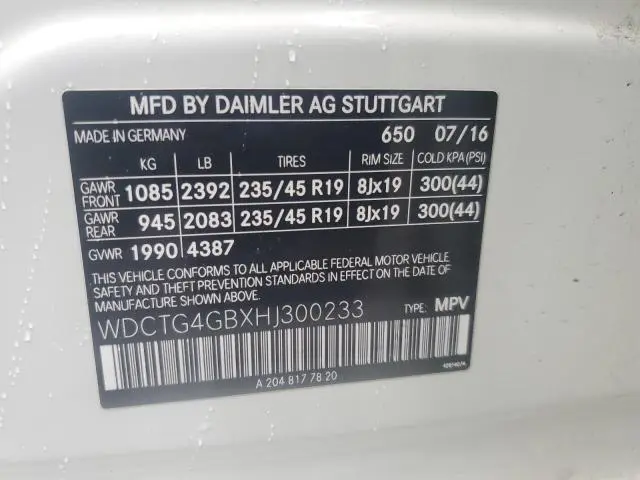 MFD BY DAIMLER AG STUTTGART
MADE IN GERMANY 650 07/16
KG LB TIRES RIM SIZE COLD KPA(PSI)
GAWR FRONT 1085 2392 235/45 R19 8Jx19 300(44)
GAWR REAR 945 2083 235/45 R19 8Jx19 300(44)
GVWR 1990 4387
THIS VEHICLE CONFORMS TO ALL APPLICABLE FEDERAL MOTOR VEHICLE
SAFETY AND THEFT PREVENTION STANDARDS IN EFFECT
ON THE DATE OF MANUFACTURE SHOWN ABOVE.
WDCTG4GBXHJ300233 TYPE: MPV
A 204 817 78 20